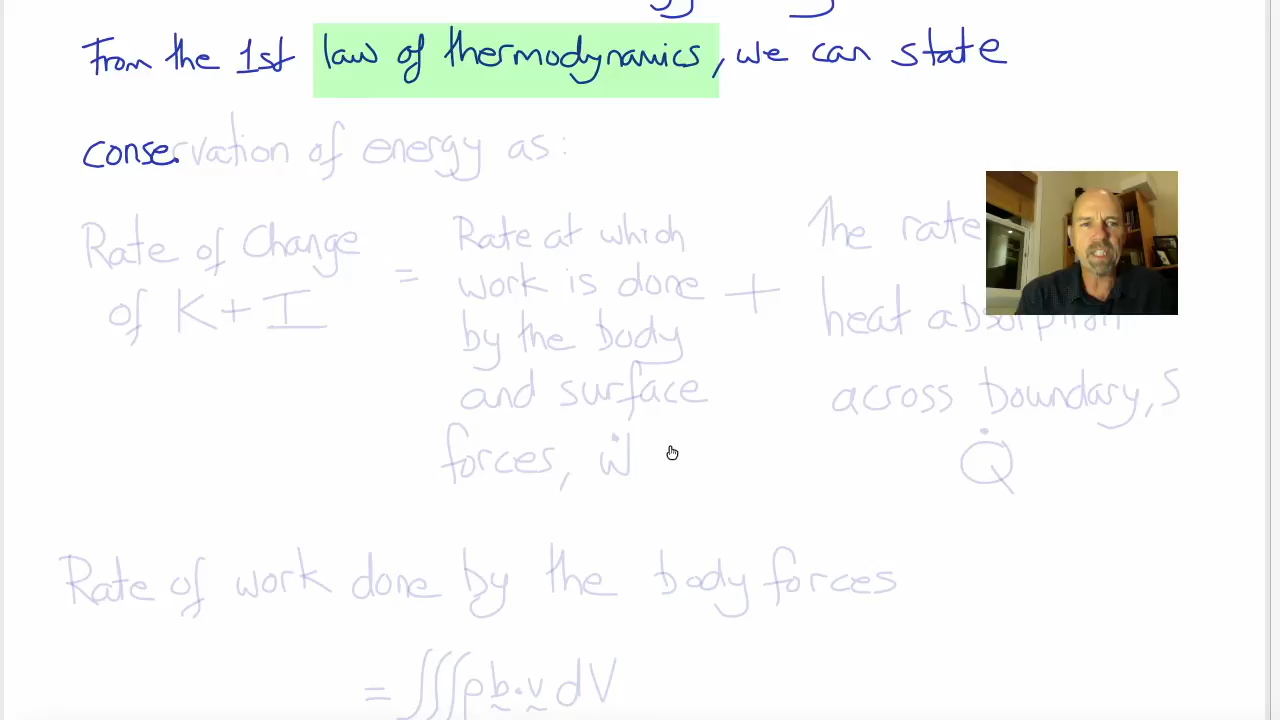 From the 1st law of thermodynamics, we can state
conservation of energy as:
Rate of Change
of K + I
=
Rate at which
work is done
by the body
and surface
forces, Ẇ
+
The rate
heat absorption
across boundary, S
Q̇
Rate of work done by the body forces
= ∭ρb·v dV